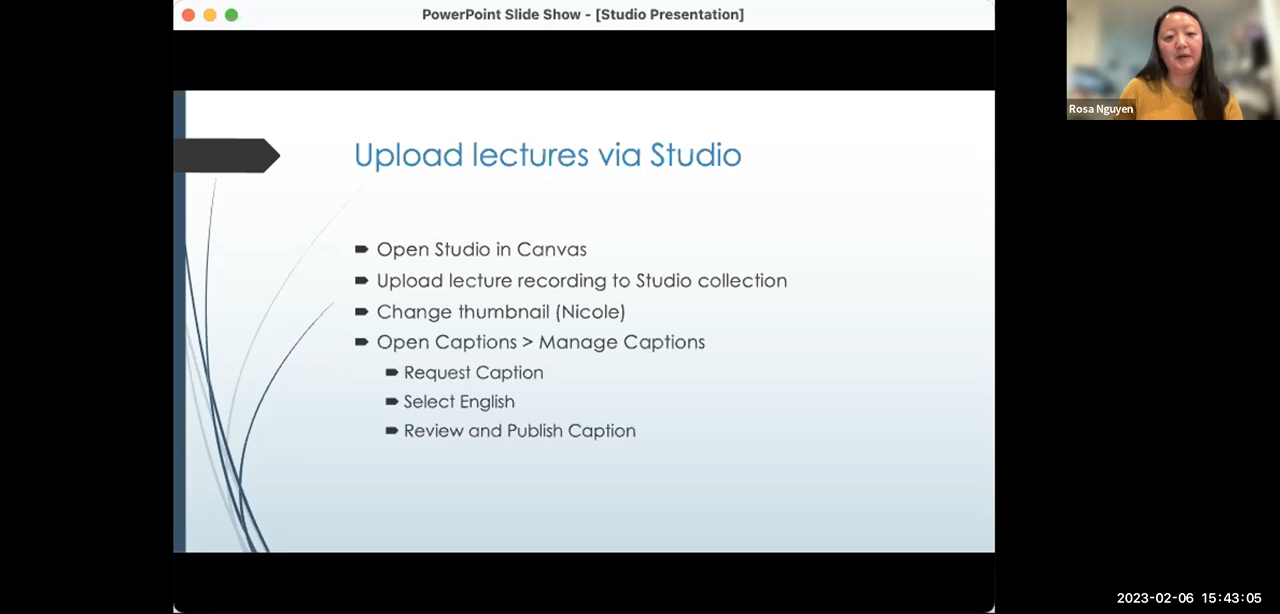 PowerPoint Slide Show - [Studio Presentation]
Rosa Nguyen
Upload lectures via Studio
Open Studio in Canvas
Upload lecture recording to Studio collection
Change thumbnail (Nicole)
Open Captions > Manage Captions
Request Caption
Select English
Review and Publish Caption
2023-02-06 15:43:05